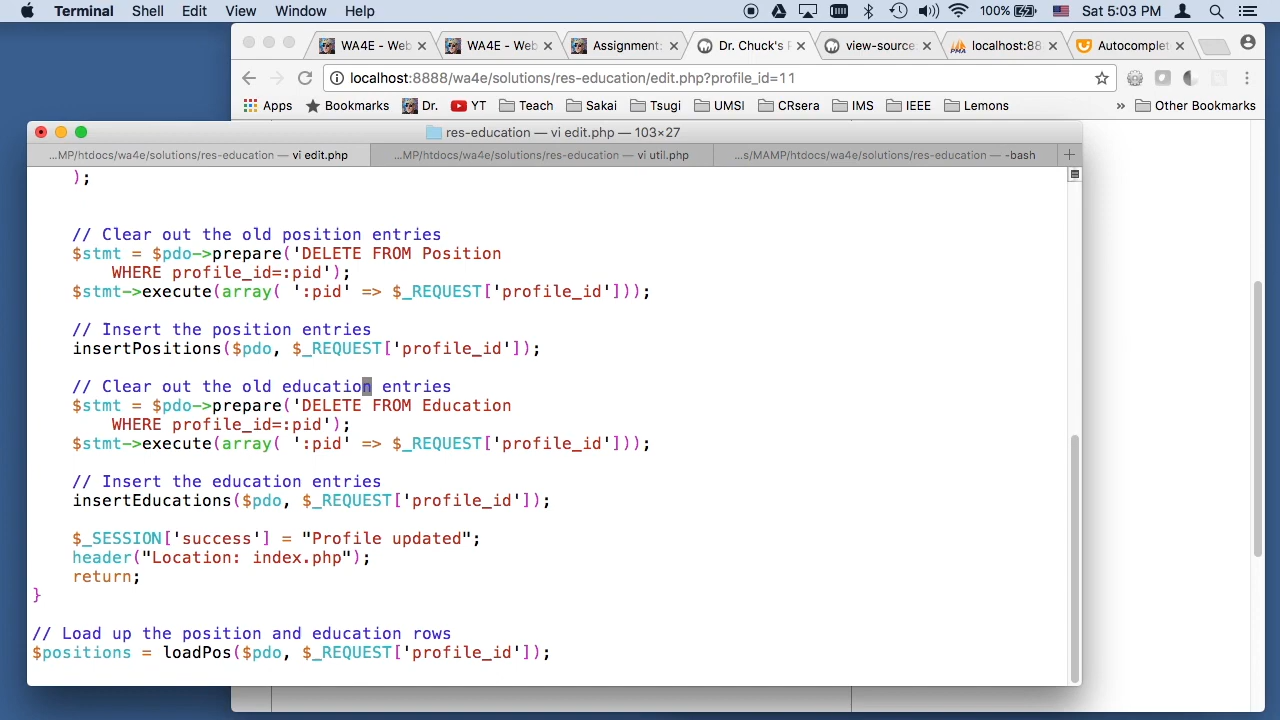 Terminal Shell Edit View Window Help 100% Sat 5:03 PM
WA4E - Web WA4E - Web Assignment: Dr. Chuck's view-source: localhost:88 Autocomplet
localhost:8888/wa4e/solutions/res-education/edit.php?profile_id=11
Apps Bookmarks Dr. YT Teach Sakai Tsugi UMSI CRsera IMS IEEE Lemons » Other Bookmarks
res-education — vi edit.php — 103×27
...MP/htdocs/wa4e/solutions/res-education — vi edit.php ...MP/htdocs/wa4e/solutions/res-education — vi util.php ...s/MAMP/htdocs/wa4e/solutions/res-education — -bash
);
// Clear out the old position entries
$stmt = $pdo->prepare('DELETE FROM Position
WHERE profile_id=:pid');
$stmt->execute(array( ':pid' => $_REQUEST['profile_id']));
// Insert the position entries
insertPositions($pdo, $_REQUEST['profile_id']);
// Clear out the old education entries
$stmt = $pdo->prepare('DELETE FROM Education
WHERE profile_id=:pid');
$stmt->execute(array( ':pid' => $_REQUEST['profile_id']));
// Insert the education entries
insertEducations($pdo, $_REQUEST['profile_id']);
$_SESSION['success'] = "Profile updated";
header("Location: index.php");
return;
}
// Load up the position and education rows
$positions = loadPos($pdo, $_REQUEST['profile_id']);